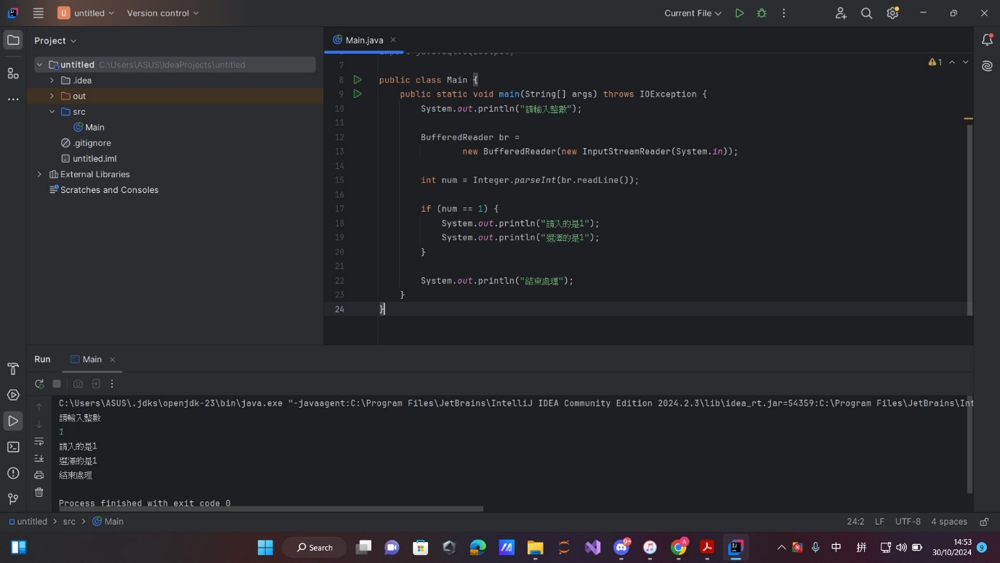 U untitled Version control Current File
Project
Main.java
untitled C:\Users\ASUS\IdeaProjects\untitled
.idea
out
src
Main
.gitignore
untitled.iml
External Libraries
Scratches and Consoles
1
7
8 public class Main {
9 public static void main(String[] args) throws IOException {
10 System.out.println("請輸入整數");
11
12 BufferedReader br =
13 new BufferedReader(new InputStreamReader(System.in));
14
15 int num = Integer.parseInt(br.readLine());
16
17 if (num == 1) {
18 System.out.println("請入的是1");
19 System.out.println("選澤的是1");
20 }
21
22 System.out.println("結束處理");
23 }
24 }
Run Main
C:\Users\ASUS\.jdks\openjdk-23\bin\java.exe "-javaagent:C:\Program Files\JetBrains\IntelliJ IDEA Community Edition 2024.2.3\lib\idea_rt.jar=54359:C:\Program Files\JetBrains\Int
請輸入整數
1
請入的是1
選澤的是1
結束處理
Process finished with exit code 0
untitled > src > Main 24:2 LF UTF-8 4 spaces
Search 中 拼 14:53
30/10/2024 9